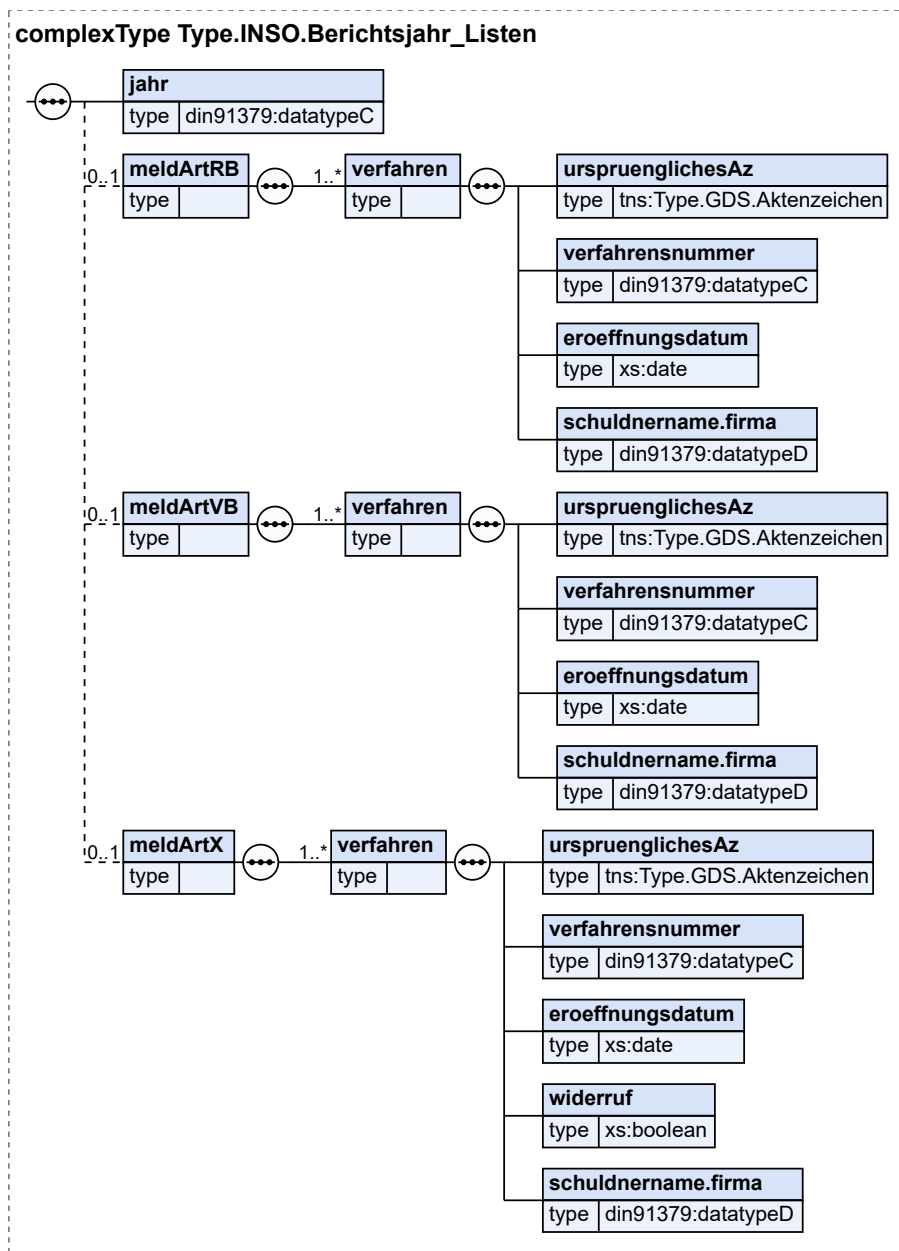 complexType Type.INSO.Berichtsjahr_Listen
jahr
type din91379:datatypeC
0..1 meldArtRB 1..* verfahren urspruenglichesAz
type type type tns:Type.GDS.Aktenzeichen
verfahrensnummer
type din91379:datatypeC
eroeffnungsdatum
type xs:date
schuldnername.firma
type din91379:datatypeD
0..1 meldArtVB 1..* verfahren urspruenglichesAz
type type type tns:Type.GDS.Aktenzeichen
verfahrensnummer
type din91379:datatypeC
eroeffnungsdatum
type xs:date
schuldnername.firma
type din91379:datatypeD
0..1 meldArtX 1..* verfahren urspruenglichesAz
type type type tns:Type.GDS.Aktenzeichen
verfahrensnummer
type din91379:datatypeC
eroeffnungsdatum
type xs:date
widerruf
type xs:boolean
schuldnername.firma
type din91379:datatypeD